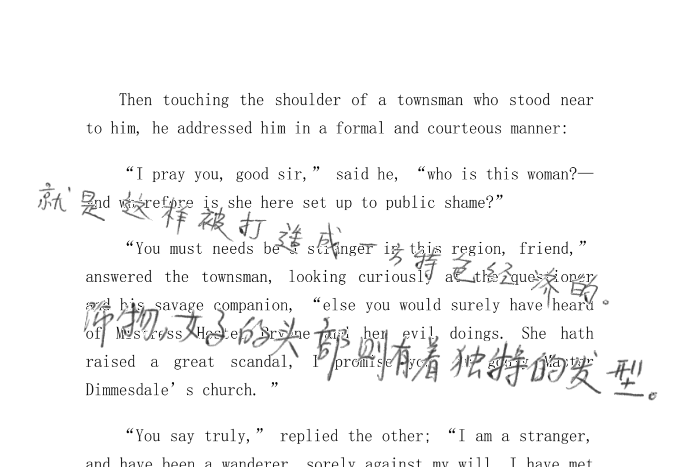 Then touching the shoulder of a townsman who stood near
to him, he addressed him in a formal and courteous manner:
“I pray you, good sir,” said he, “who is this woman?—
and wherefore is she here set up to public shame?”
就是这样被打造成一方特色经济的。
“You must needs be a stranger in this region, friend,”
answered the townsman, looking curiously at the questioner
and his savage companion, “else you would surely have heard
of Mistress Hester Prynne and her evil doings. She hath
饰物女子的头部则有着独特的发型。
raised a great scandal, I promise you, in godly Master
Dimmesdale’s church.”
“You say truly,” replied the other; “I am a stranger,
and have been a wanderer, sorely against my will. I have met